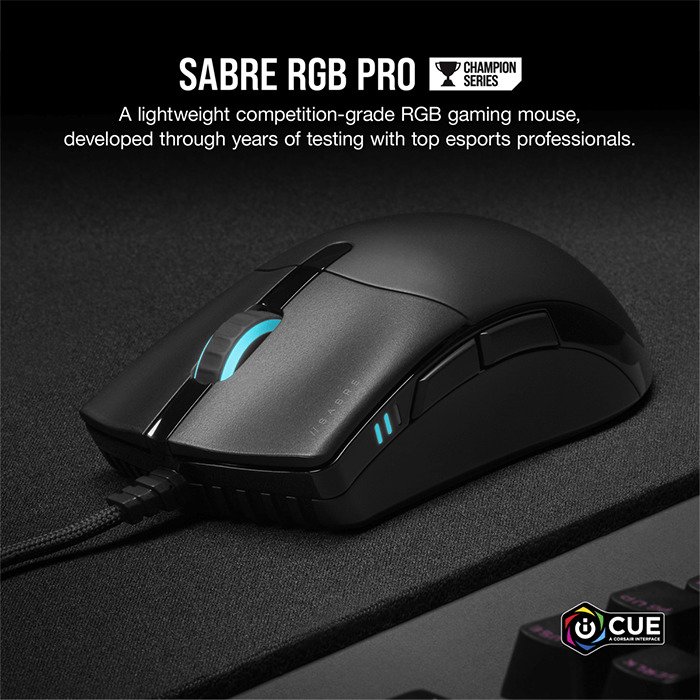 SABRE RGB PRO CHAMPION SERIES
A lightweight competition-grade RGB gaming mouse,
developed through years of testing with top esports professionals.
SABRE
CUE
A CORSAIR INTERFACE